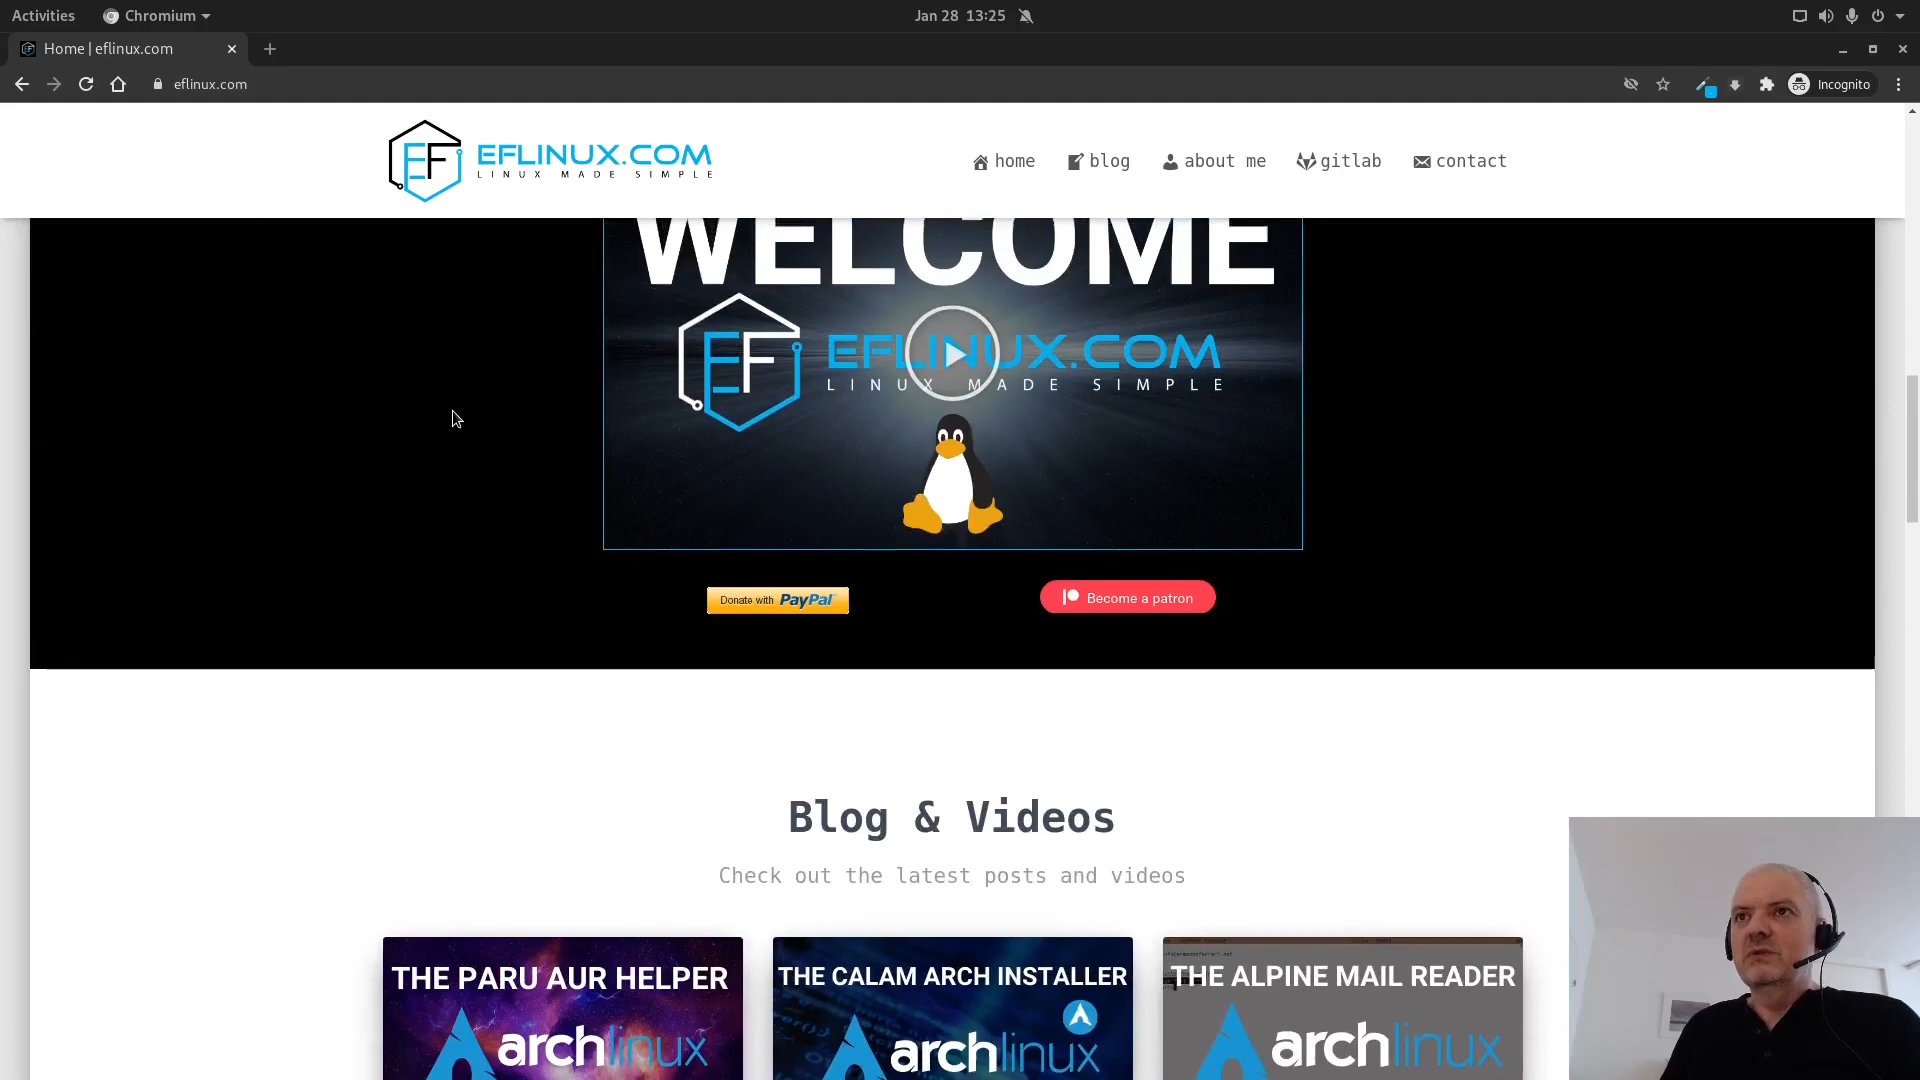 Activities Chromium Jan 28 13:25
Home | eflinux.com
eflinux.com Incognito
EF EFLINUX.COM
LINUX MADE SIMPLE
home blog about me gitlab contact
WELCOME
EF EFLINUX.COM
LINUX MADE SIMPLE
Donate with PayPal Become a patron
Blog & Videos
Check out the latest posts and videos
THE PARU AUR HELPER THE CALAM ARCH INSTALLER THE ALPINE MAIL READER
archlinux archlinux archlinux